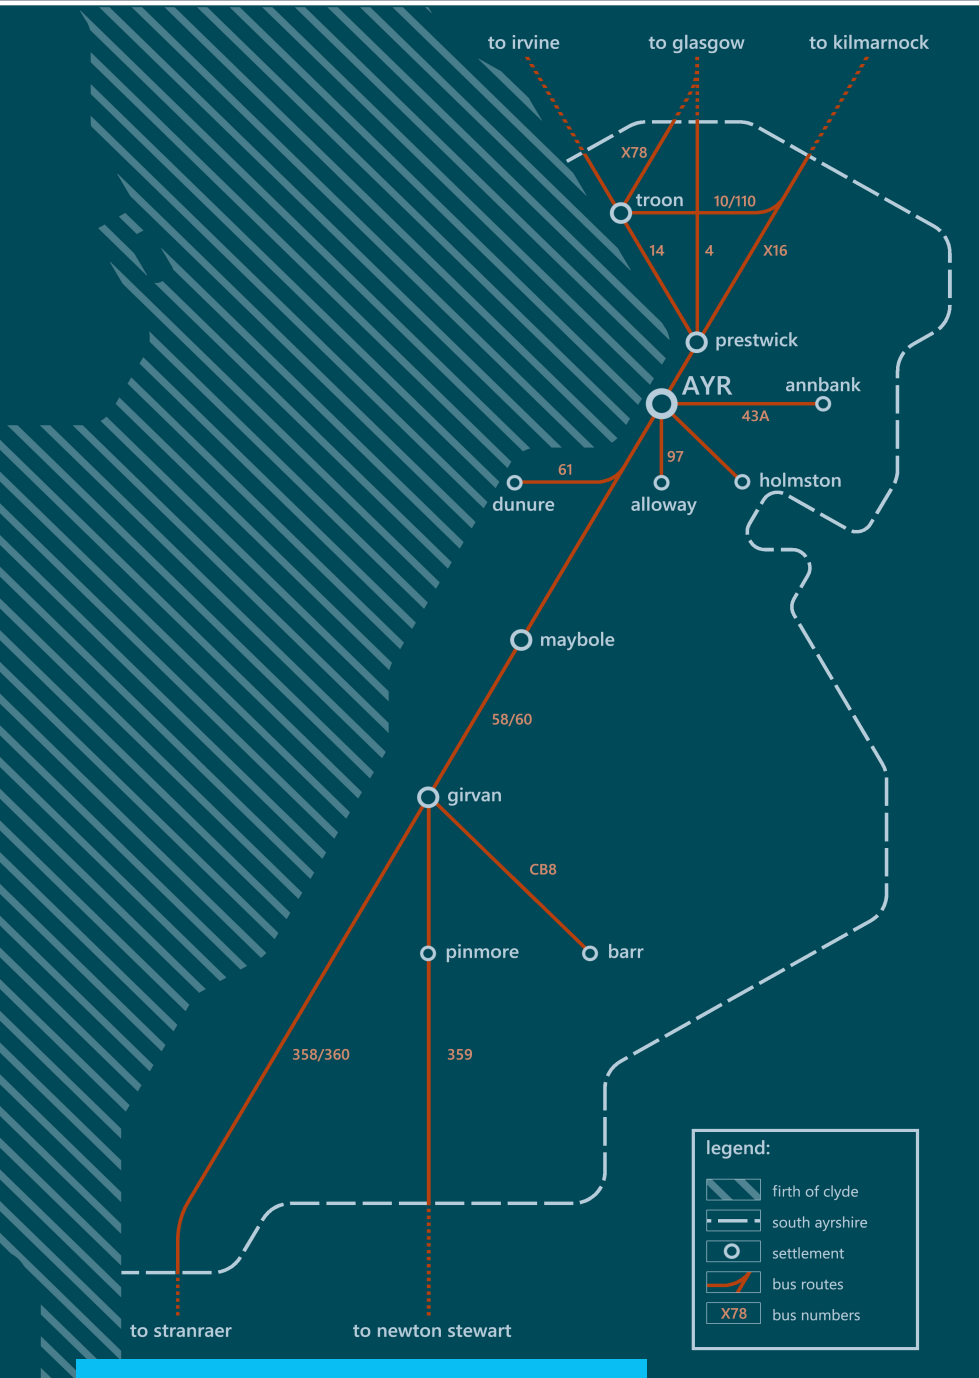 to irvine
to glasgow
to kilmarnock
X78
troon
10/110
14
4
X16
prestwick
AYR
annbank
43A
61
97
holmston
dunure
alloway
maybole
58/60
girvan
CB8
pinmore
barr
358/360
359
legend:
firth of clyde
south ayrshire
settlement
bus routes
X78
bus numbers
to stranraer
to newton stewart